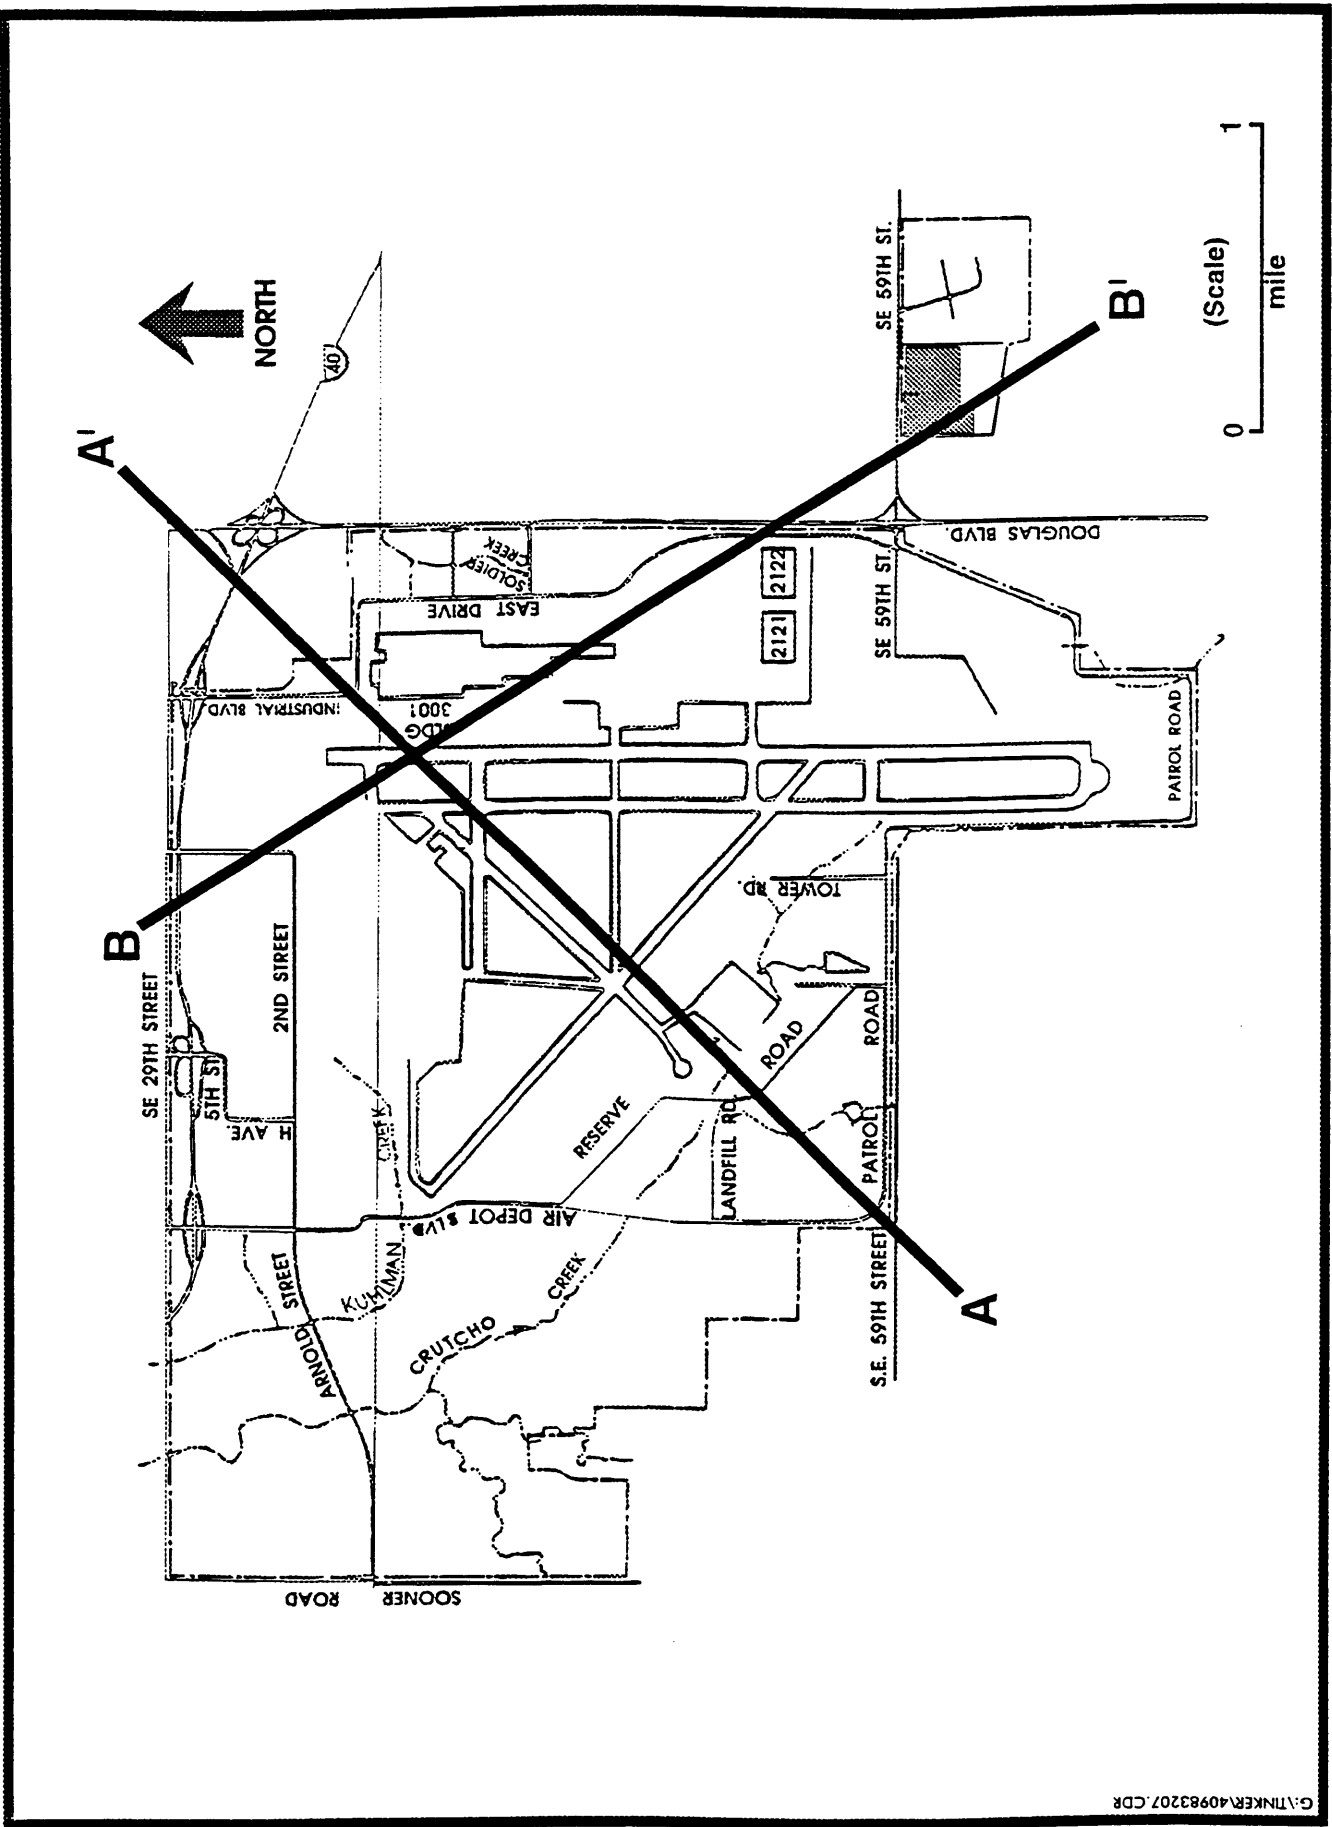 A'
NORTH
40
B
SE 29TH STREET
2ND STREET
5TH ST.
H AVE.
INDUSTRIAL BLVD.
BLDG
3001
EAST DRIVE
SOLDIER
CREEK
2121
2122
SE 59TH ST.
SE 59TH ST.
DOUGLAS BLVD.
B'
(Scale)
0
1
mile
PATROL ROAD
TOWER RD.
ROAD
RESERVE
LANDFILL RD.
PATROL
ROAD
AIR DEPOT BLVD
CREEK
KUHLMAN
STREET
ARNOLD
CRUTCHO
CREEK
S.E. 59TH STREET
A
SOONER
ROAD
G:\TINKER\40983207.CDR